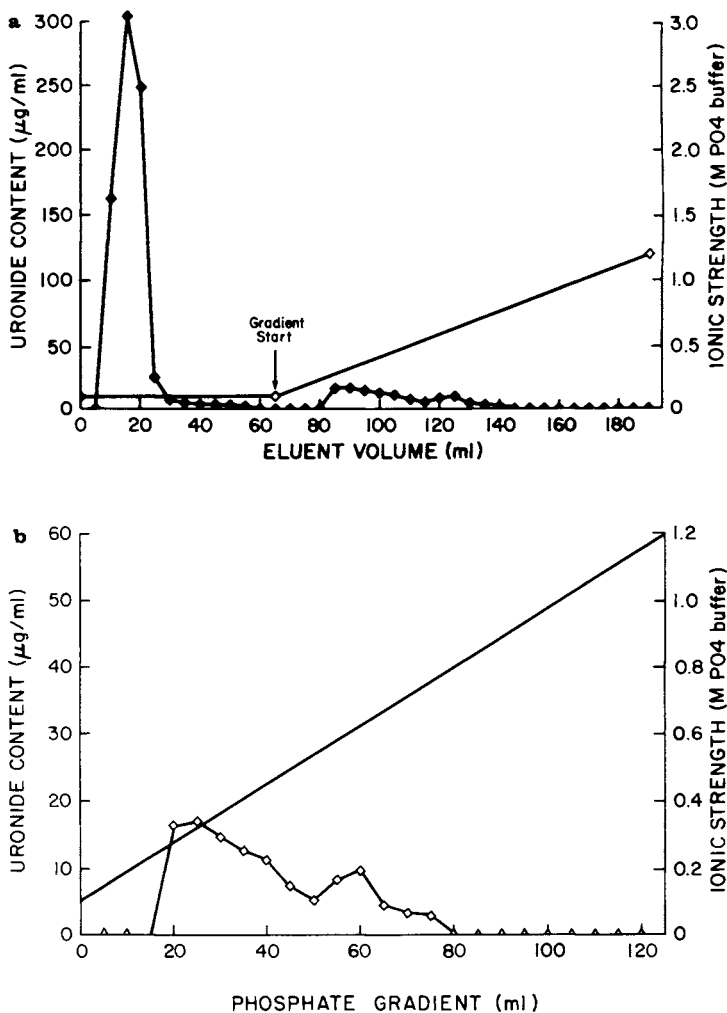 a
URONIDE CONTENT (μg/ml)
300
250
200
150
100
50
0
IONIC STRENGTH (M PO4 buffer)
3.0
2.5
2.0
1.5
1.0
0.5
0
Gradient
Start
0 20 40 60 80 100 120 140 160 180
ELUENT VOLUME (ml)
b
URONIDE CONTENT (μg/ml)
60
50
40
30
20
10
0
IONIC STRENGTH (M PO4 buffer)
1.2
1.0
0.8
0.6
0.4
0.2
0
0 20 40 60 80 100 120
PHOSPHATE GRADIENT (ml)